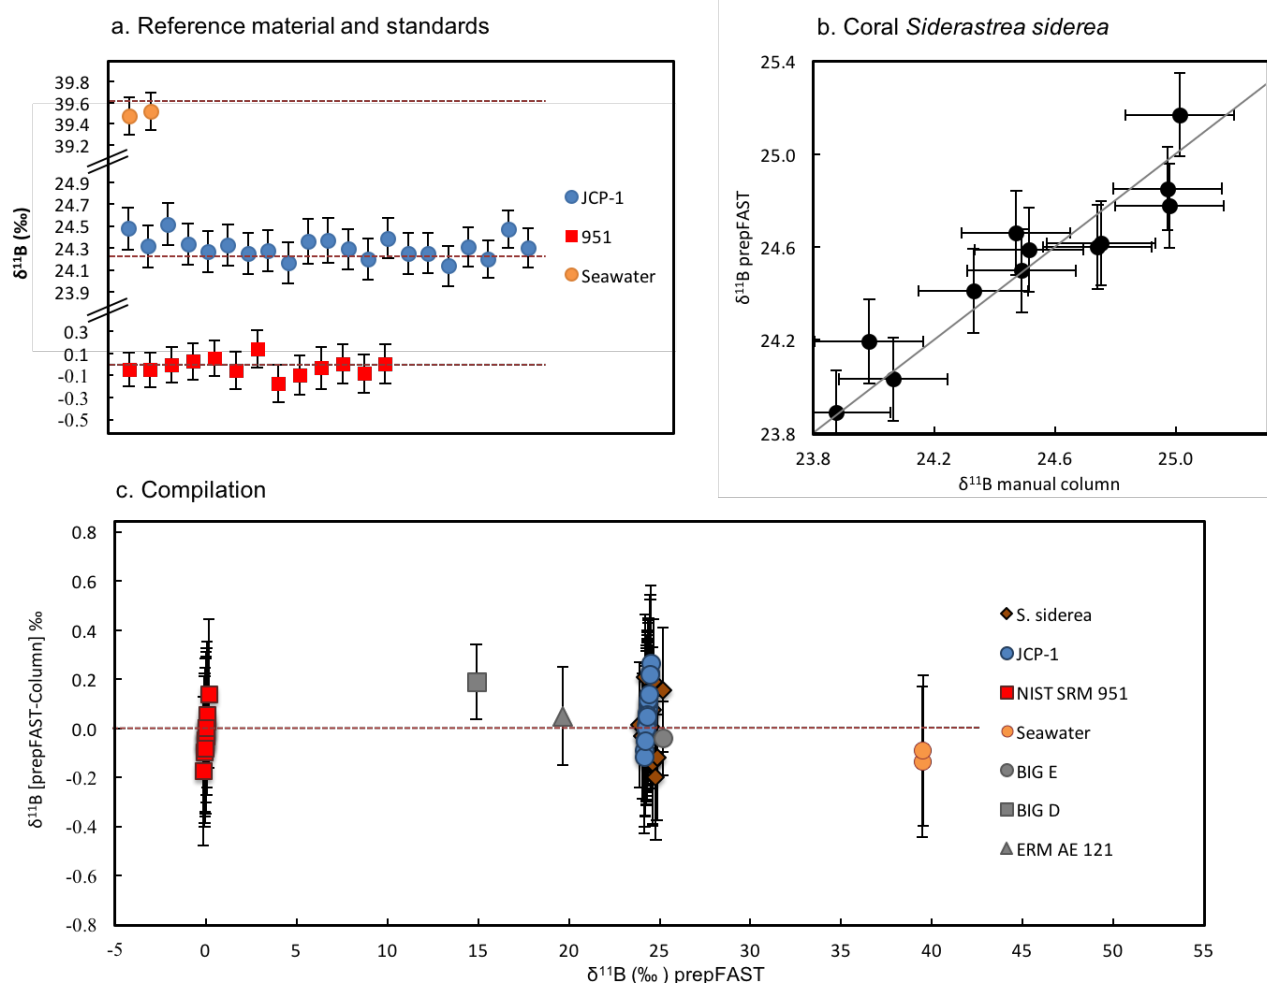 a. Reference material and standards
39.8
39.6
39.4
39.2
24.9
24.7
24.5
24.3
24.1
23.9
0.3
0.1
-0.1
-0.3
-0.5
δ¹¹B (‰)
JCP-1
951
Seawater
b. Coral Siderastrea siderea
25.4
25.0
24.6
24.2
23.8
δ¹¹B prepFAST
23.8 24.2 24.6 25.0
δ¹¹B manual column
c. Compilation
0.8
0.6
0.4
0.2
0.0
-0.2
-0.4
-0.6
-0.8
δ¹¹B [prepFAST-Column] ‰
S. siderea
JCP-1
NIST SRM 951
Seawater
BIG E
BIG D
ERM AE 121
-5 0 5 10 15 20 25 30 35 40 45 50 55
δ¹¹B (‰ ) prepFAST